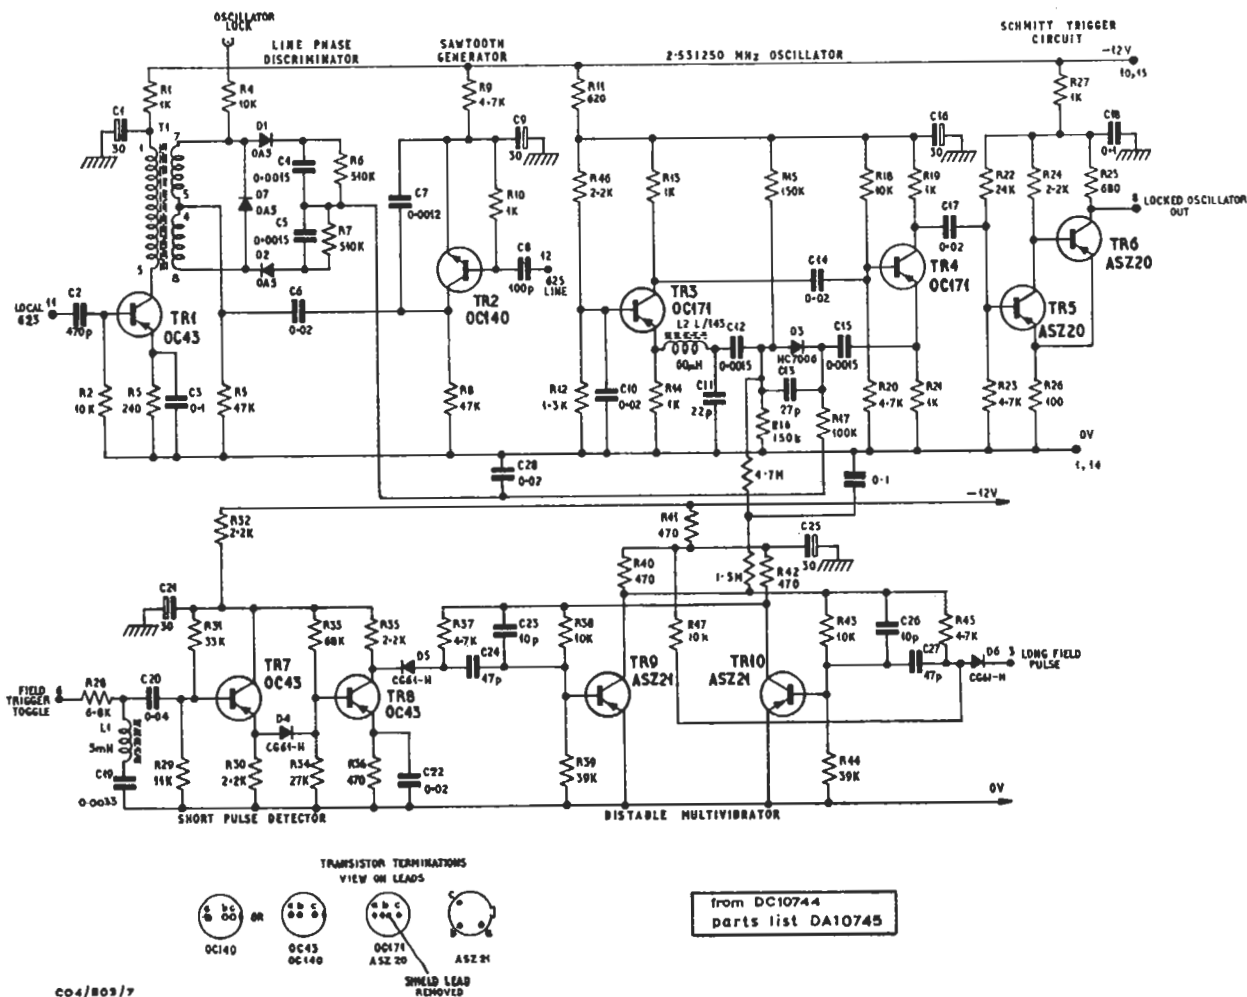 OSCILLATOR
LOCK
LINE PHASE
DISCRIMINATOR
SAWTOOTH
GENERATOR
2·531250 MHz OSCILLATOR
SCHMITT TRIGGER
CIRCUIT
-12V
10,15
R1
1K
R4
10K
R9
4·7K
R11
620
R27
1K
C1
30
T1
1
7
5
4
5
8
D1
OA5
C4
0·0015
R6
510K
D7
OA5
C5
0·0015
R7
510K
D2
OA5
C7
0·0012
C9
30
R10
1K
C8
100p
12
625
LINE
TR2
OC140
R46
2·2K
R13
1K
R15
150K
R18
10K
R19
1K
C16
30
C17
0·02
R22
24K
R24
2·2K
R25
680
C18
0·1
8
LOCKED OSCILLATOR
OUT
TR6
ASZ20
TR5
ASZ20
TR4
OC171
C14
0·02
TR3
OC171
L2 L/145
60µH
C12
0·0015
D3
HC7006
C15
0·0015
C13
27p
C11
22p
LOCAL
625
11
C2
470p
TR1
OC43
C6
0·02
R2
10K
R5
240
C3
0·1
R5
47K
R8
47K
R12
1·3K
C10
0·02
R14
1K
R16
150K
R17
100K
R20
4·7K
R21
1K
R23
4·7K
R26
100
0V
1, 14
C28
0·02
4·7M
0·1
-12V
R32
2·2K
R41
470
C25
30
R40
470
1·5M
R42
470
C21
30
R31
33K
R33
68K
R35
2·2K
R37
4·7K
C23
10p
R38
10K
R47
10K
R43
10K
C26
10p
R45
4·7K
TR7
OC43
D5
CG61-H
C24
47p
TR8
OC43
TR9
ASZ21
TR10
ASZ21
C27
47p
D6
CG61-H
3
LONG FIELD
PULSE
FIELD
TRIGGER
TOGGLE
6
R28
6·8K
C20
0·04
L1
5mH
D4
CG61-H
C19
0·0033
R29
11K
R30
2·2K
R34
27K
R36
470
C22
0·02
R39
39K
R44
39K
0V
SHORT PULSE DETECTOR
BISTABLE MULTIVIBRATOR
TRANSISTOR TERMINATIONS
VIEW ON LEADS
e b c
OR
e b c
OC140
OC43
OC140
OC171
ASZ 20
ASZ 21
SHIELD LEAD
REMOVED
from DC10744
parts list DA10745
CO4/803/7